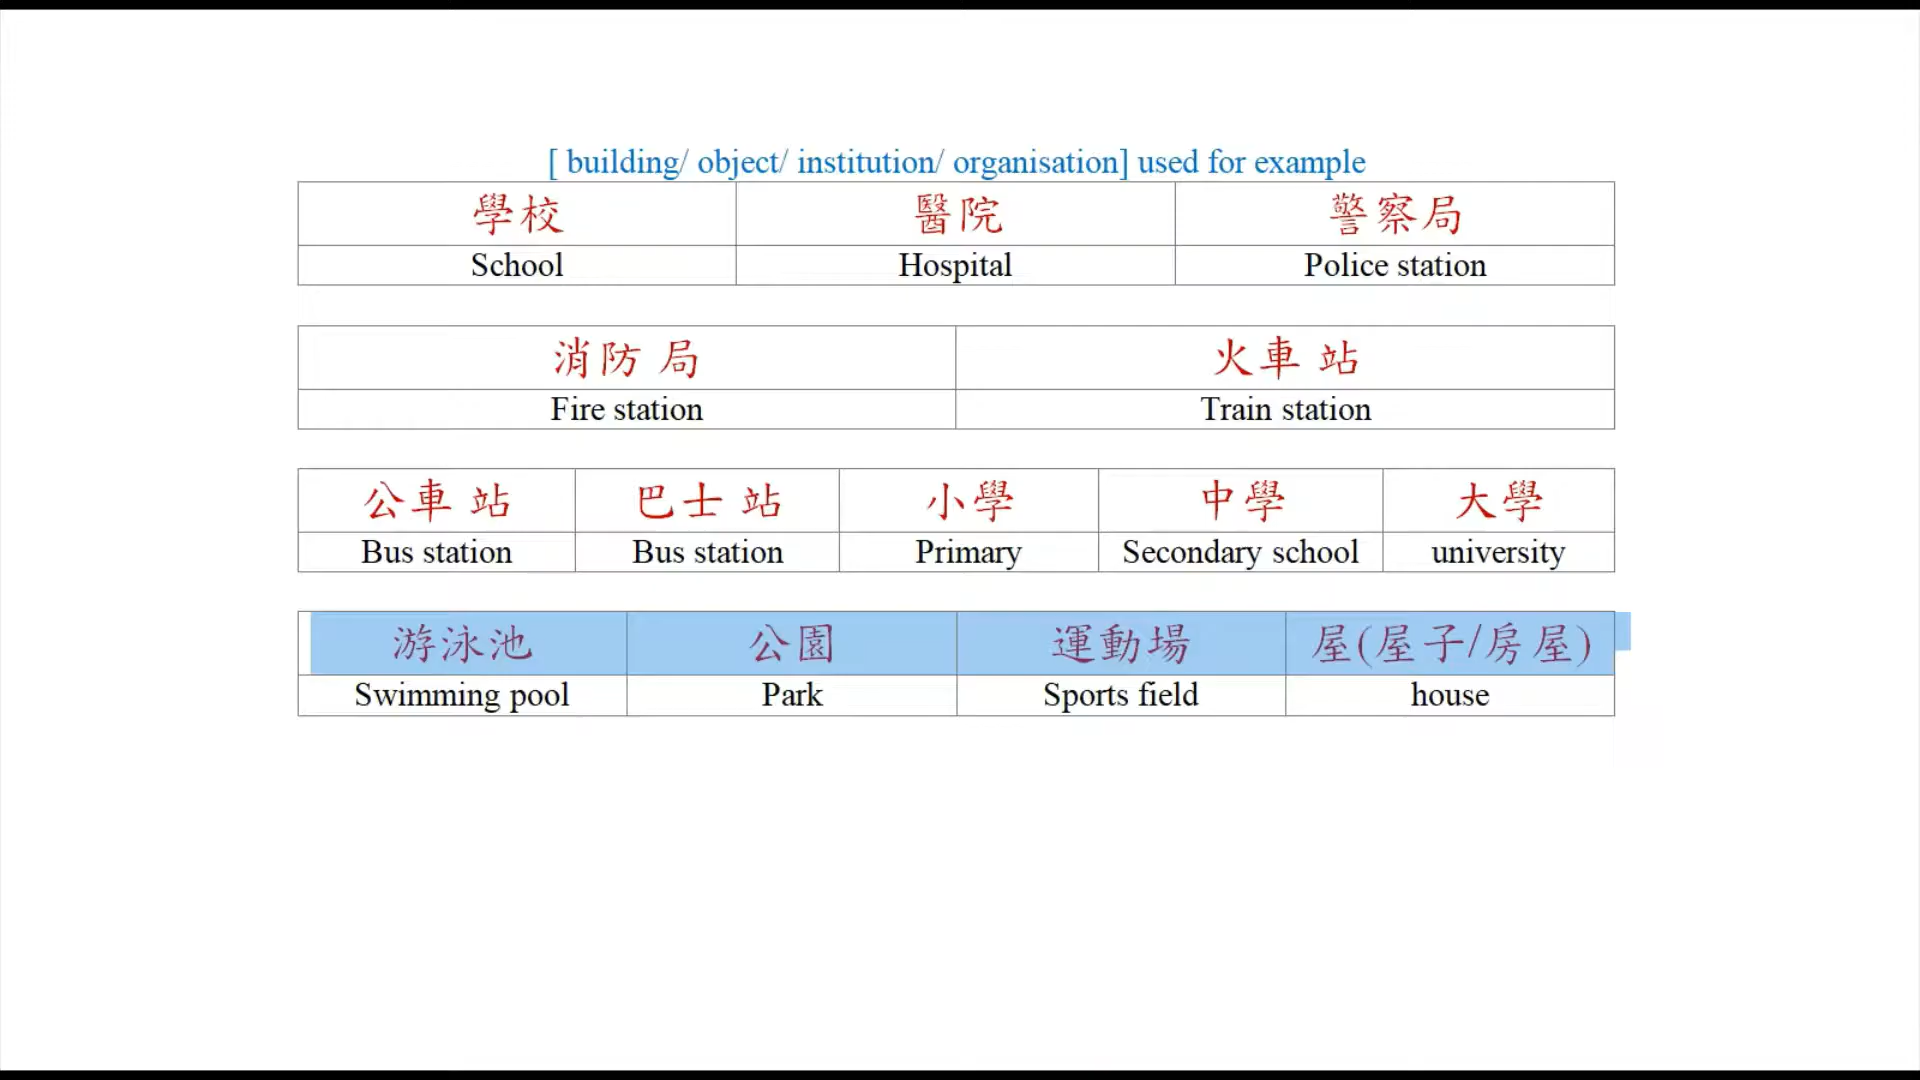 [ building/ object/ institution/ organisation] used for example
學校 醫院 警察局
School Hospital Police station
消防 局 火車 站
Fire station Train station
公車 站 巴士 站 小學 中學 大學
Bus station Bus station Primary Secondary school university
游泳池 公園 運動場 屋(屋子/房屋)
Swimming pool Park Sports field house